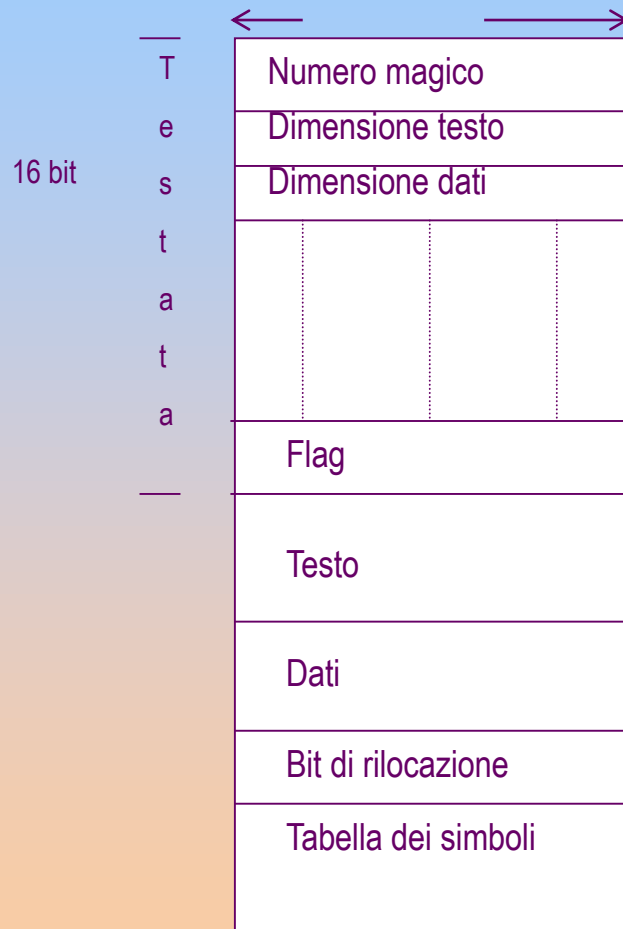 Numero magico
Dimensione testo
Dimensione dati
16 bit
T
e
s
t
a
t
a
Flag
Testo
Dati
Bit di rilocazione
Tabella dei simboli